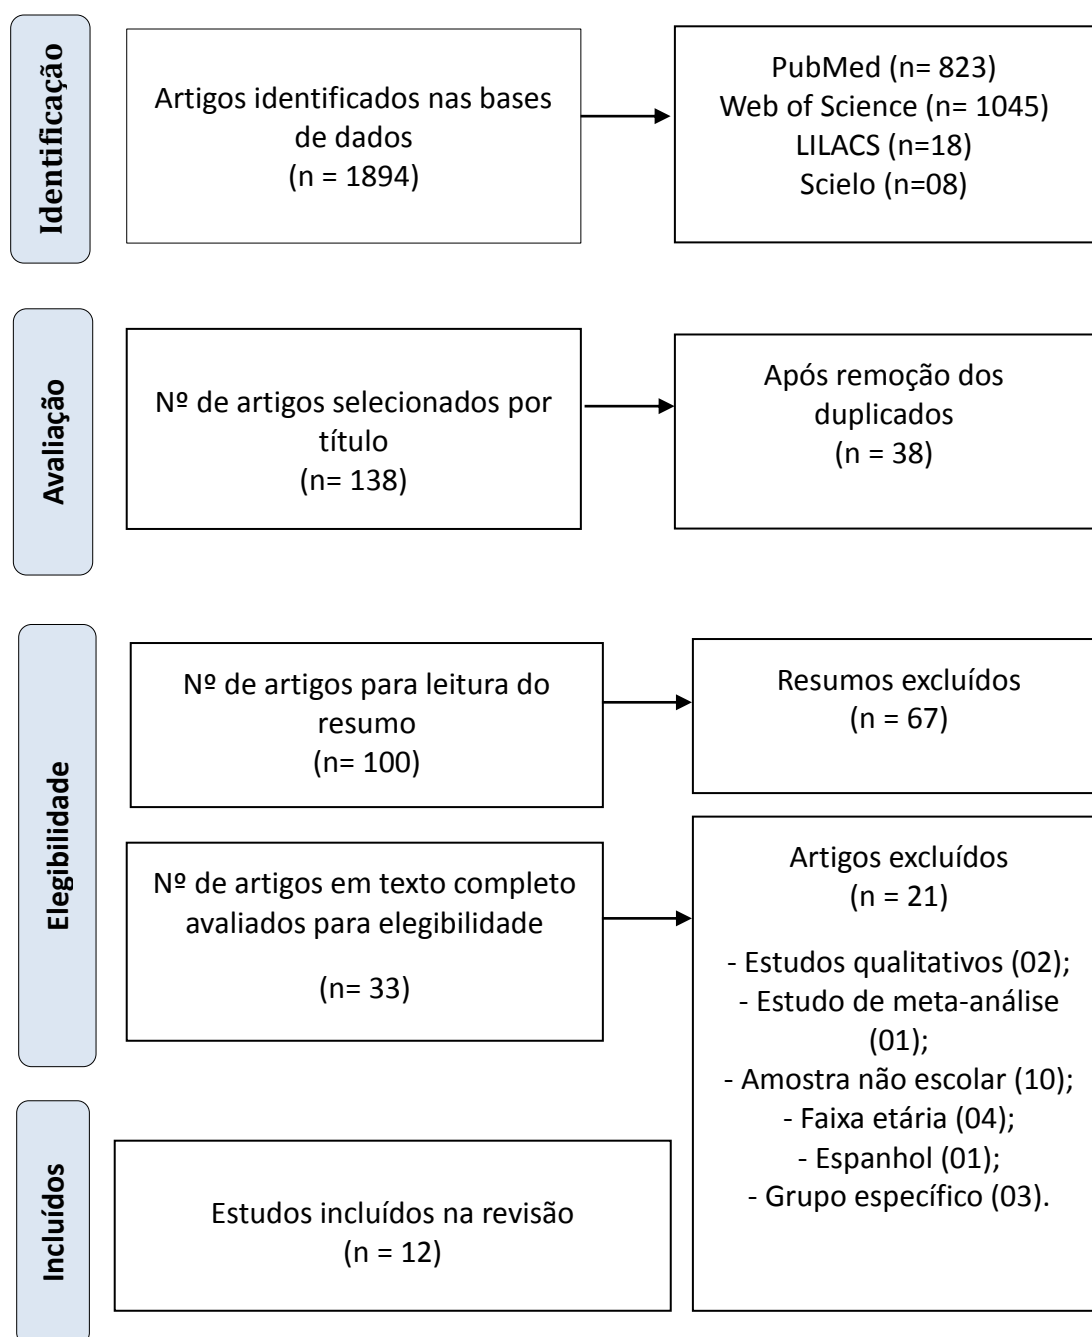 Identificação
Artigos identificados nas bases
de dados
(n = 1894)
PubMed (n= 823)
Web of Science (n= 1045)
LILACS (n=18)
Scielo (n=08)
Avaliação
Nº de artigos selecionados por
título
(n= 138)
Após remoção dos
duplicados
(n = 38)
Elegibilidade
Nº de artigos para leitura do
resumo
(n= 100)
Resumos excluídos
(n = 67)
Nº de artigos em texto completo
avaliados para elegibilidade
(n= 33)
Artigos excluídos
(n = 21)
- Estudos qualitativos (02);
- Estudo de meta-análise
(01);
- Amostra não escolar (10);
- Faixa etária (04);
- Espanhol (01);
- Grupo específico (03).
Incluídos
Estudos incluídos na revisão
(n = 12)